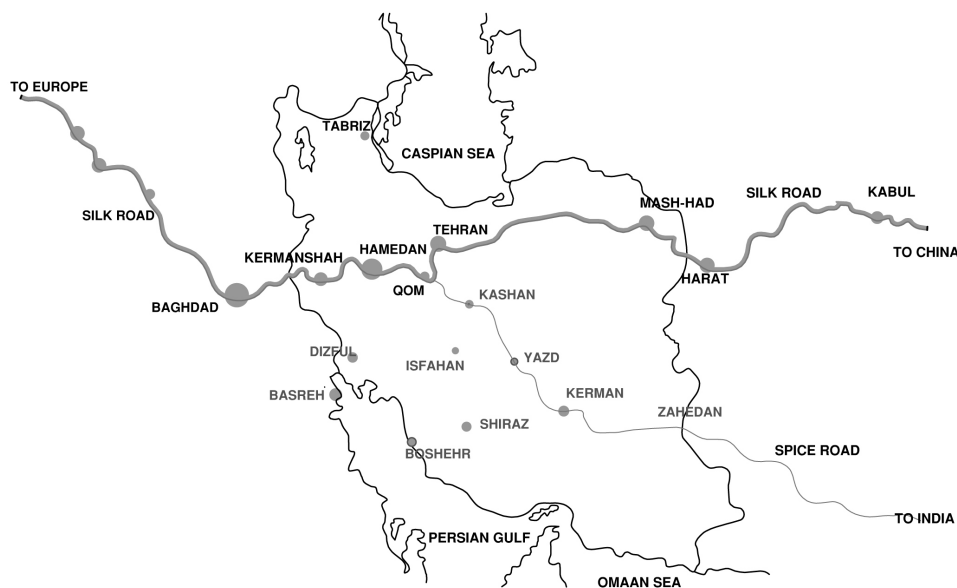 TO EUROPE
TABRIZ
CASPIAN SEA
SILK ROAD
KABUL
MASH-HAD
SILK ROAD
TEHRAN
HAMEDAN
KERMANSHAH
TO CHINA
HARAT
QOM
BAGHDAD
KASHAN
DIZFUL
ISFAHAN
YAZD
BASREH
KERMAN
ZAHEDAN
SHIRAZ
BOSHEHR
SPICE ROAD
TO INDIA
PERSIAN GULF
OMAAN SEA